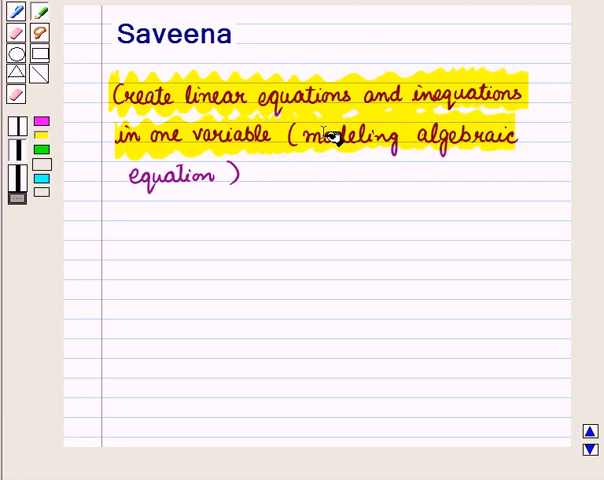 Saveena
Create linear equations and inequations
in one variable (modeling algebraic
equation)